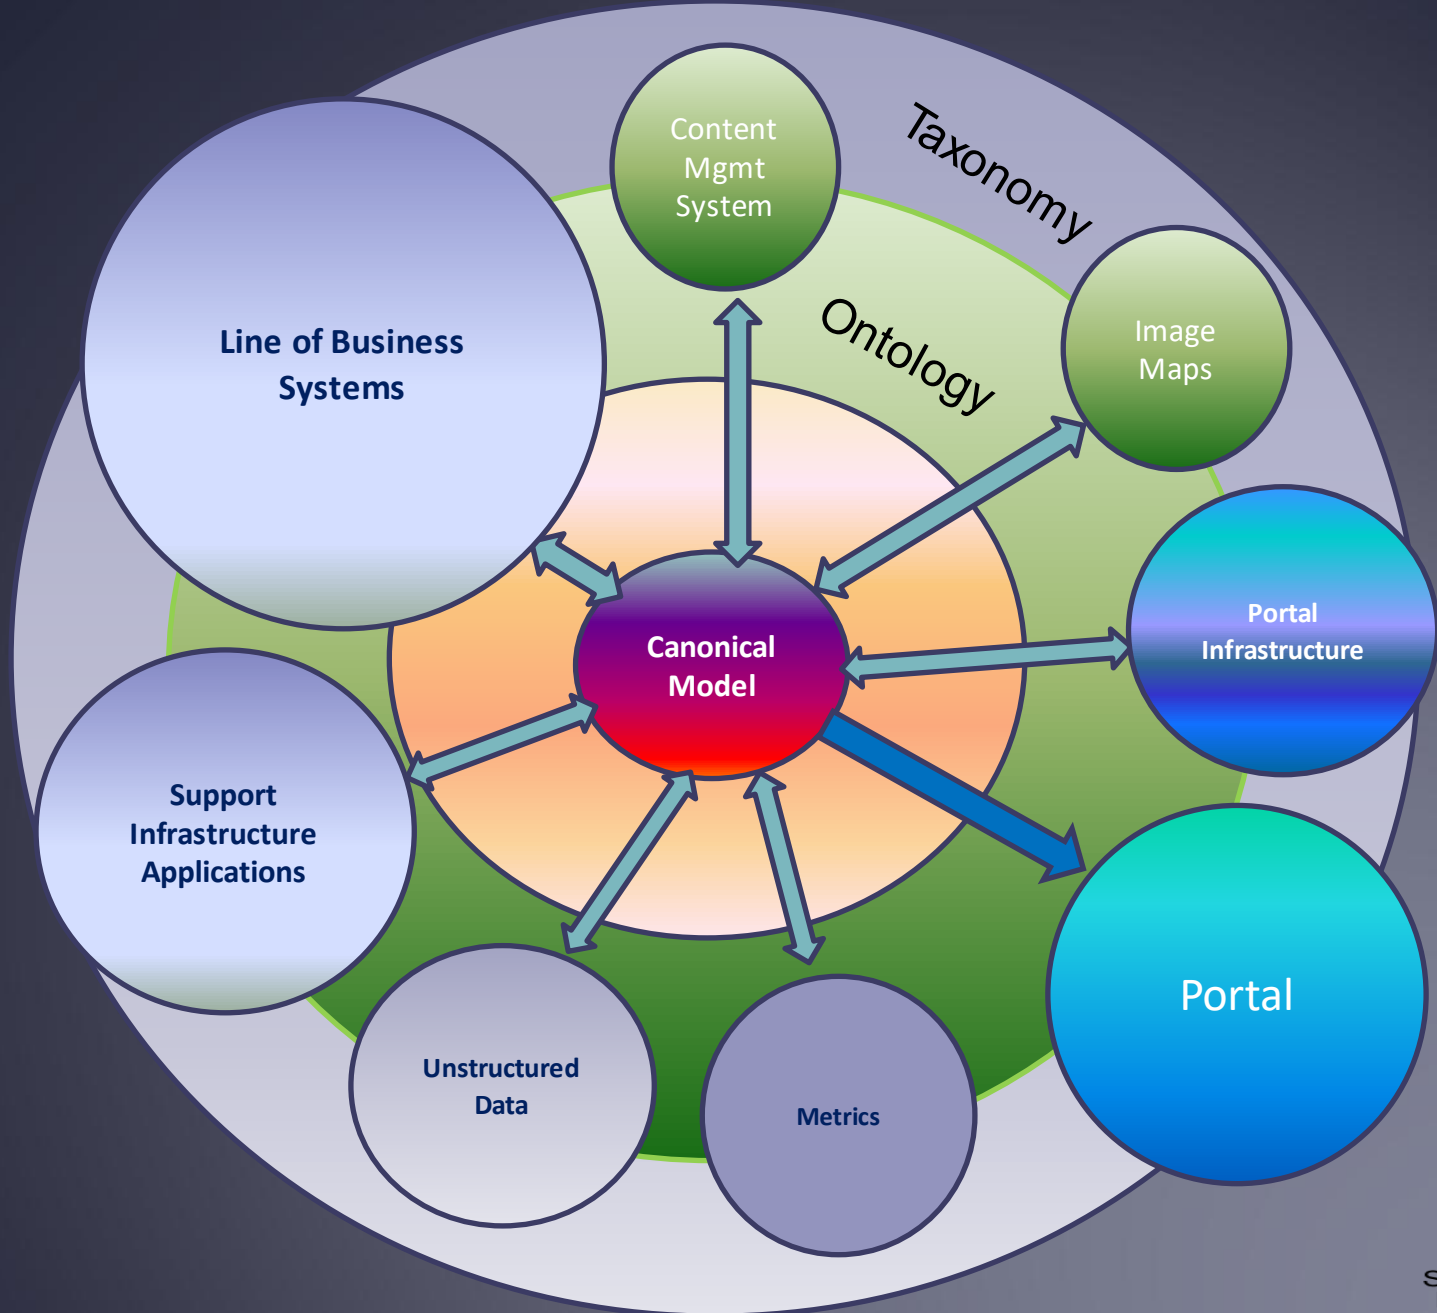 Content
Mgmt
System
Taxonomy
Ontology
Image
Maps
Line of Business
Systems
Portal
Infrastructure
Canonical
Model
Support
Infrastructure
Applications
Portal
Unstructured
Data
Metrics